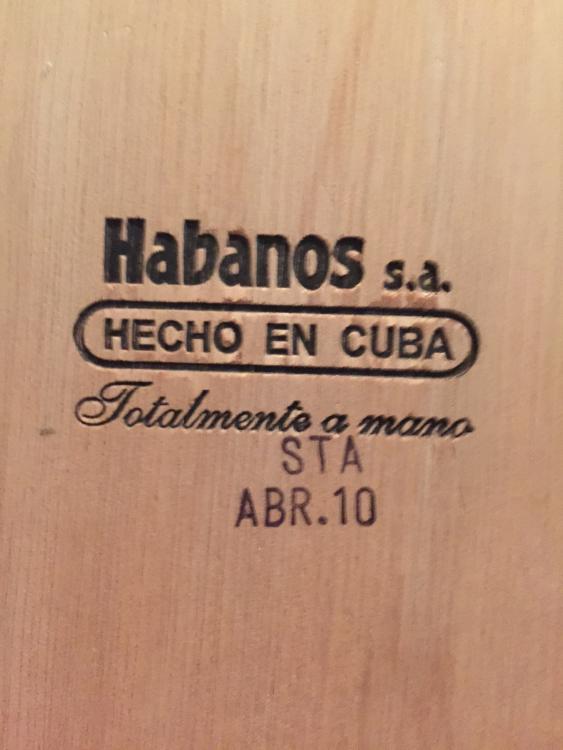 Habanos s.a.
HECHO EN CUBA
Totalmente a mano
STA
ABR.10